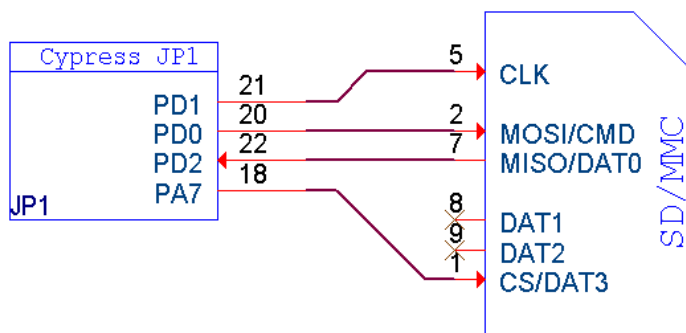 Cypress JP1
PD1 21
PD0 20
PD2 22
PA7 18
JP1
5 CLK
2 MOSI/CMD
7 MISO/DAT0
8 DAT1
9 DAT2
1 CS/DAT3
SD/MMC